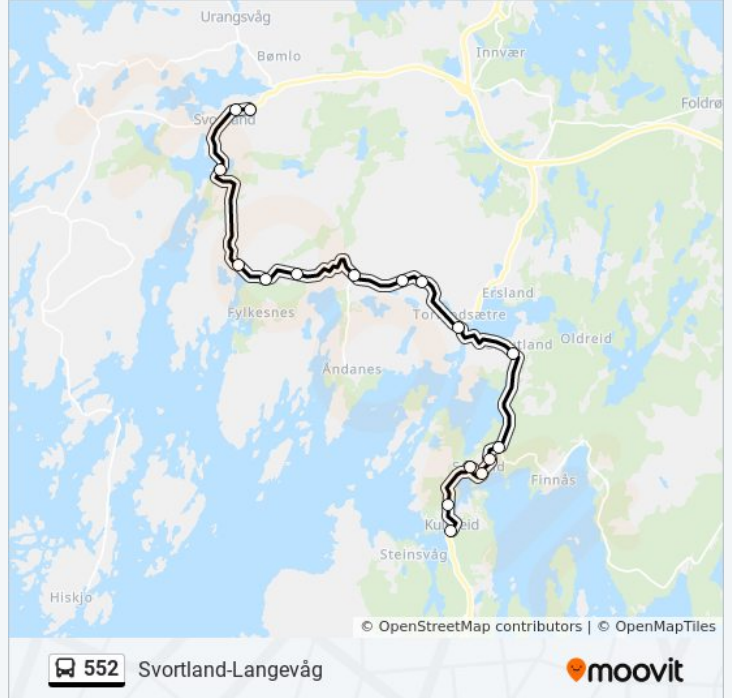 Urangsvåg
Bømlo
Innvær
Foldrø
Ersland
Fylkesnes
Oldreid
Åndanes
Finnås
Steinsvåg
Hiskjo
© OpenStreetMap contributors | © OpenMapTiles
552 Svortland-Langevåg
moovit